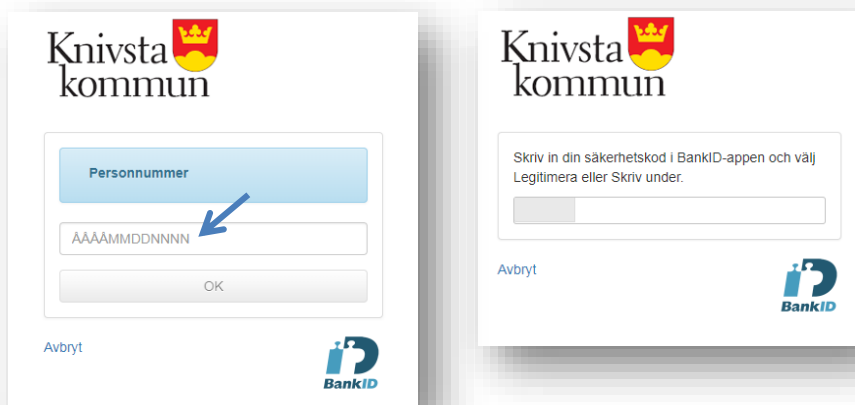 Knivsta
kommun
Personnummer
ÅÅÅÅMMDDNNNN
OK
Avbryt
BankID
Knivsta
kommun
Skriv in din säkerhetskod i BankID-appen och välj
Legitimera eller Skriv under.
Avbryt
BankID